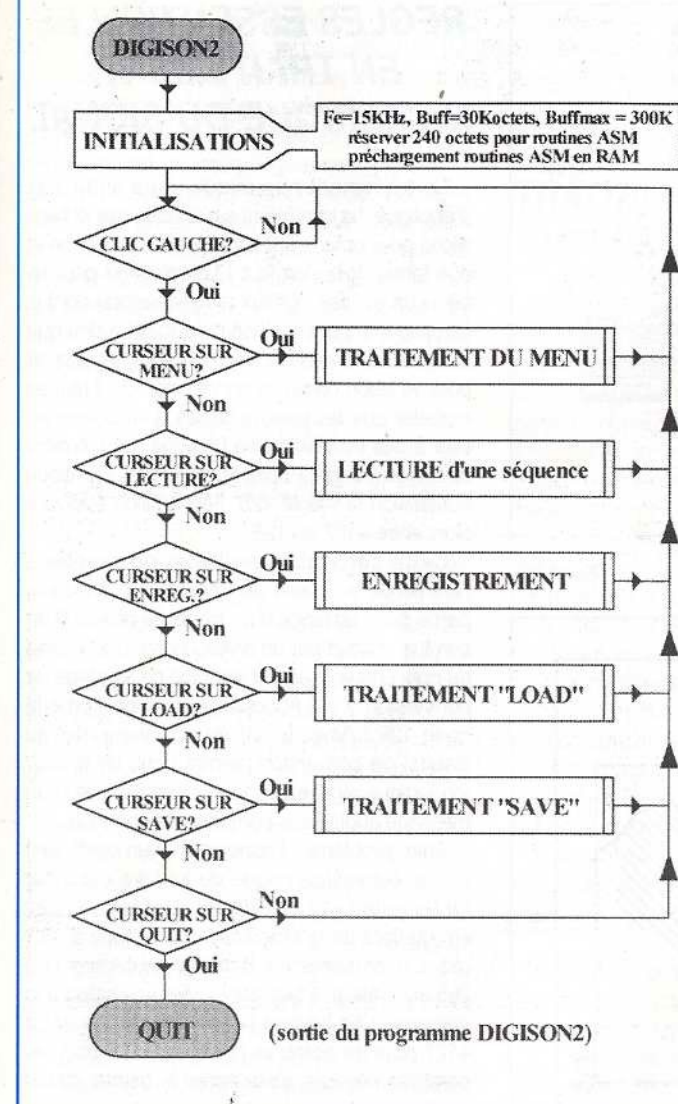 DIGISON2
INITIALISATIONS
Fe=15KHz, Buff=30Koctets, Buffmax = 300K
réserver 240 octets pour routines ASM
préchargement routines ASM en RAM
CLIC GAUCHE?
Non
Oui
CURSEUR SUR
MENU?
Oui
TRAITEMENT DU MENU
Non
CURSEUR SUR
LECTURE?
Oui
LECTURE d'une séquence
Non
CURSEUR SUR
ENREG.?
Oui
ENREGISTREMENT
Non
CURSEUR SUR
LOAD?
Oui
TRAITEMENT "LOAD"
Non
CURSEUR SUR
SAVE?
Oui
TRAITEMENT "SAVE"
Non
CURSEUR SUR
QUIT?
Non
Oui
QUIT
(sortie du programme DIGISON2)